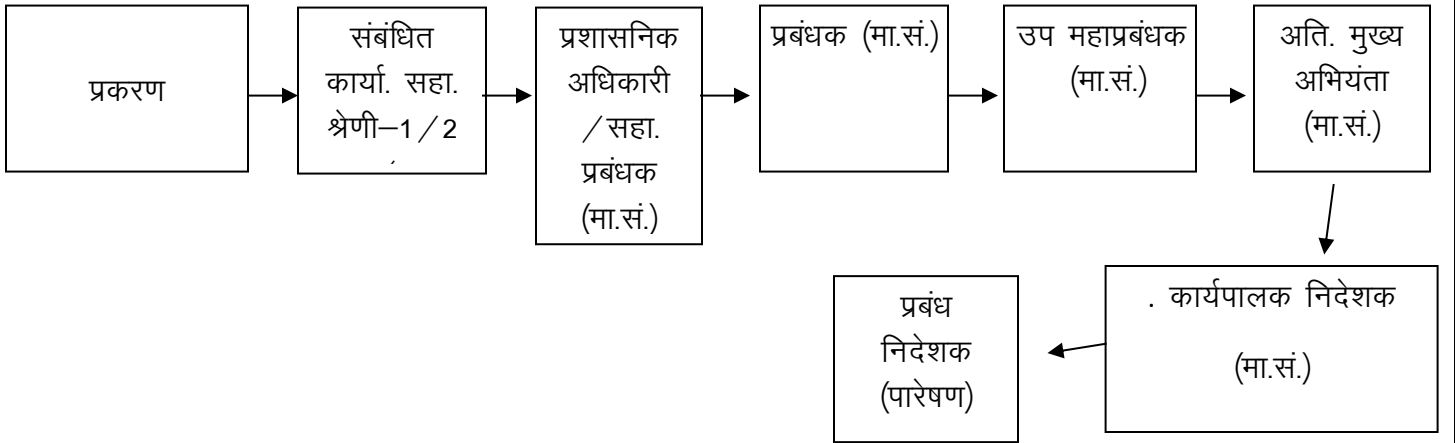 प्रकरण
संबंधित
कार्या. सहा.
श्रेणी–1/2
प्रशासनिक
अधिकारी
/सहा.
प्रबंधक
(मा.सं.)
प्रबंधक (मा.सं.)
उप महाप्रबंधक
(मा.सं.)
अति. मुख्य
अभियंता
(मा.सं.)
. कार्यपालक निदेशक
(मा.सं.)
प्रबंध
निदेशक
(पारेषण)